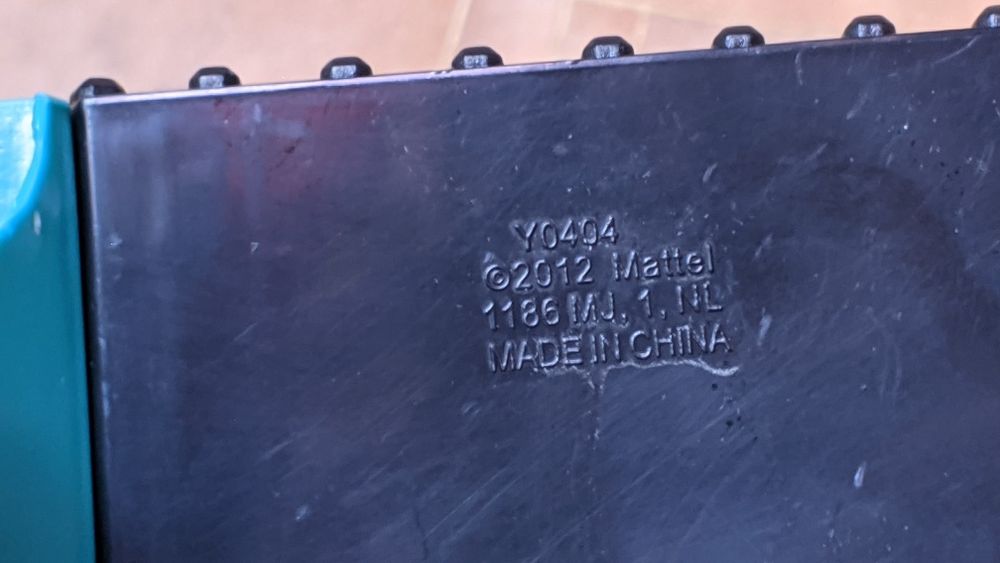 Y0404
©2012 Mattel
1186 MJ, 1, NL
MADE IN CHINA